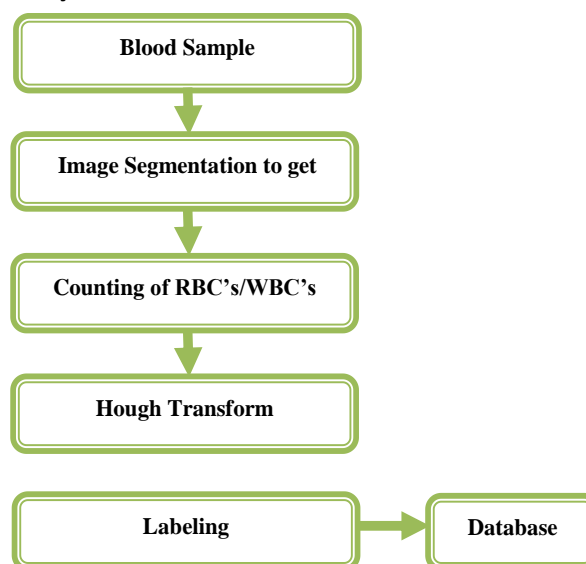 Blood Sample
Image Segmentation to get
Counting of RBC’s/WBC’s
Hough Transform
Labeling
Database